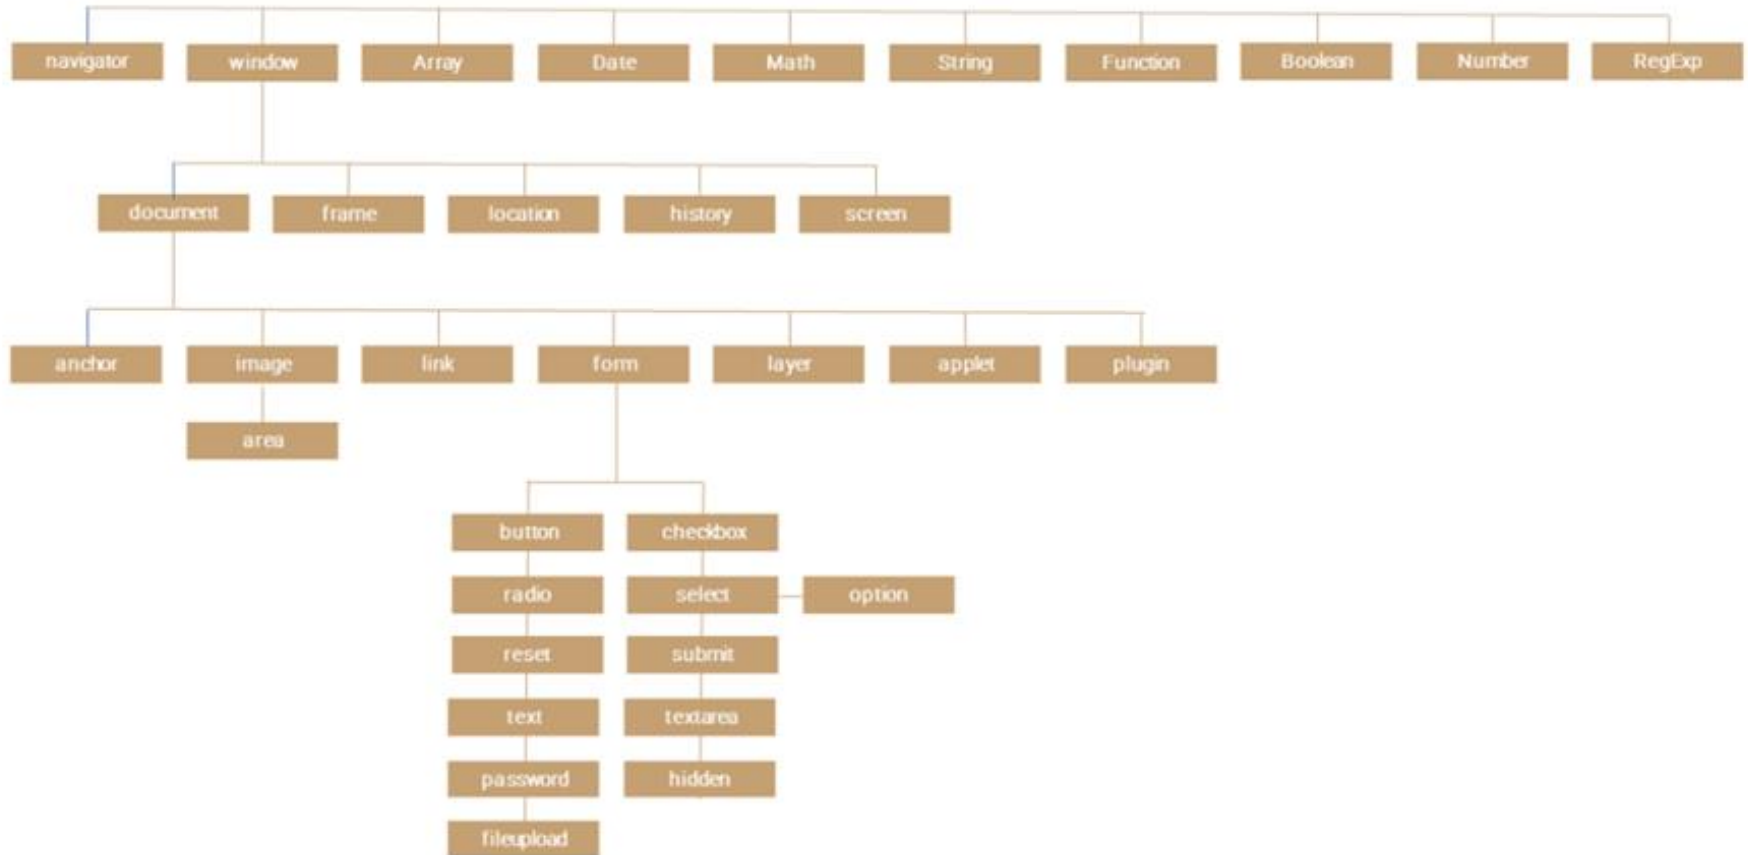 navigator window Array Date Math String Function Boolean Number RegExp
document frame location history screen
anchor image link form layer applet plugin
area
button checkbox
radio select option
reset submit
text textarea
password hidden
fileupload